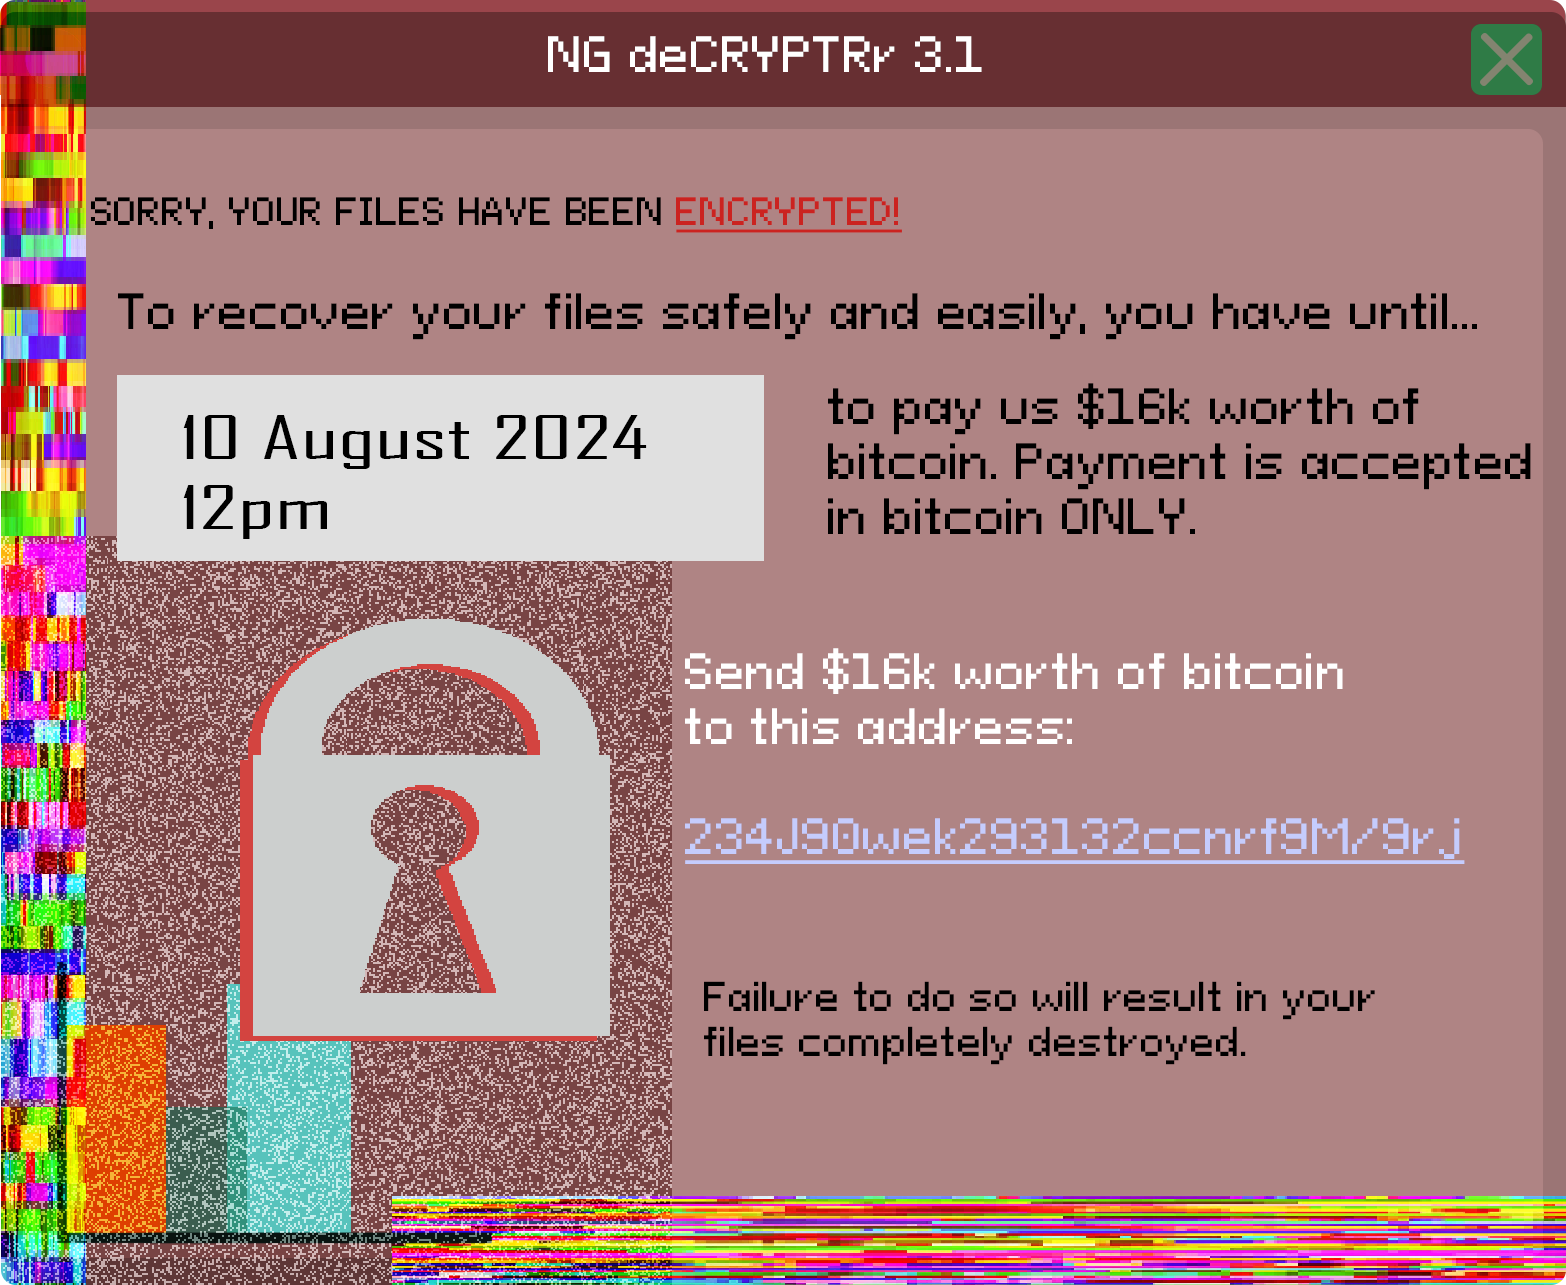 NG deCRYPTRr 3.1
SORRY, YOUR FILES HAVE BEEN ENCRYPTED!
To recover your files safely and easily, you have until...
10 August 2024
12pm
to pay us $16k worth of
bitcoin. Payment is accepted
in bitcoin ONLY.
Send $16k worth of bitcoin
to this address:
234J90wek293132ccnrf9M/9rj
Failure to do so will result in your
files completely destroyed.